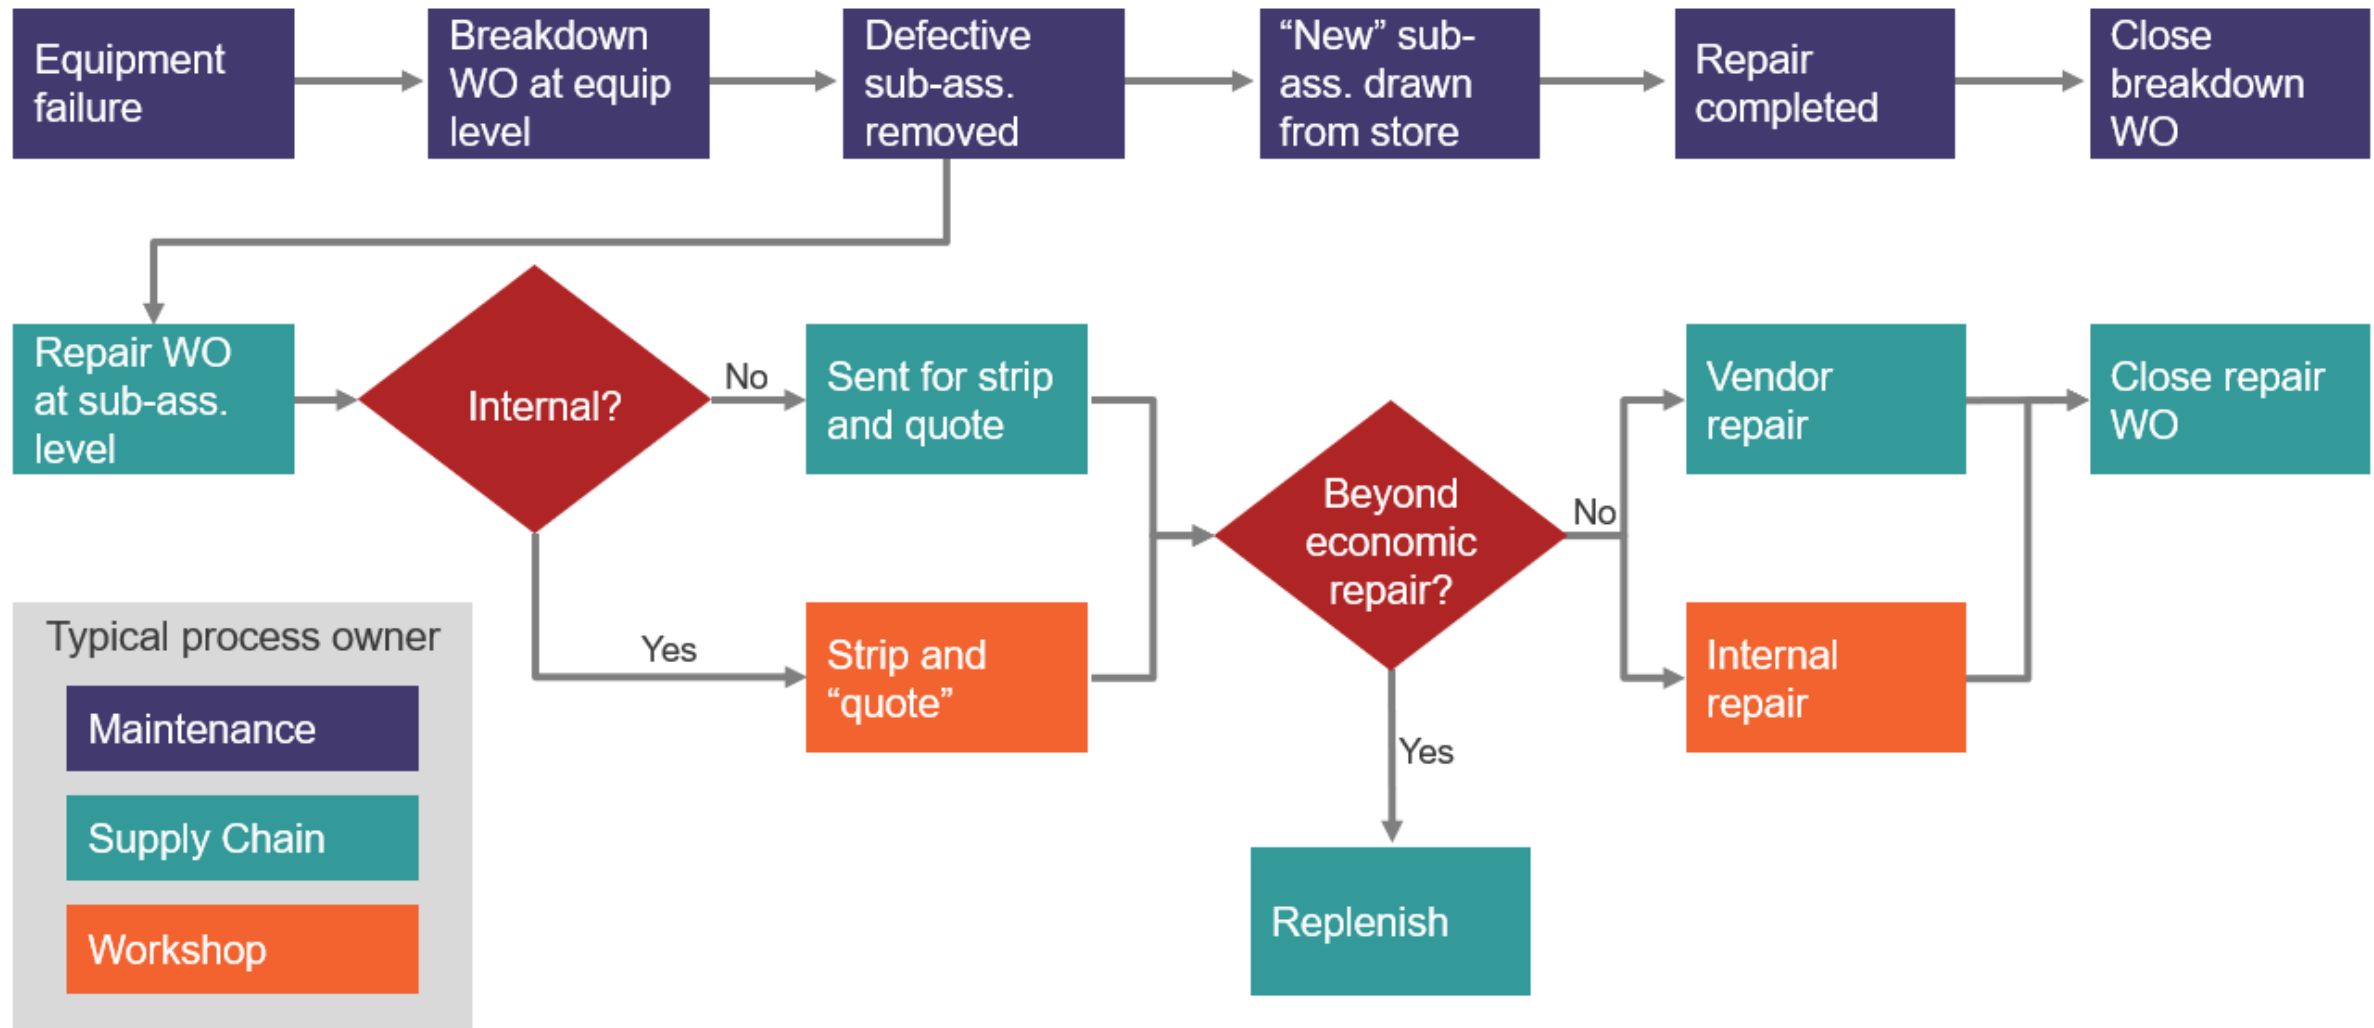 Equipment
failure
Breakdown
WO at equip
level
Defective
sub-ass.
removed
“New” sub-
ass. drawn
from store
Repair
completed
Close
breakdown
WO
Repair WO
at sub-ass.
level
Internal?
No
Yes
Sent for strip
and quote
Strip and
“quote”
Beyond
economic
repair?
No
Yes
Vendor
repair
Internal
repair
Close repair
WO
Replenish
Typical process owner
Maintenance
Supply Chain
Workshop